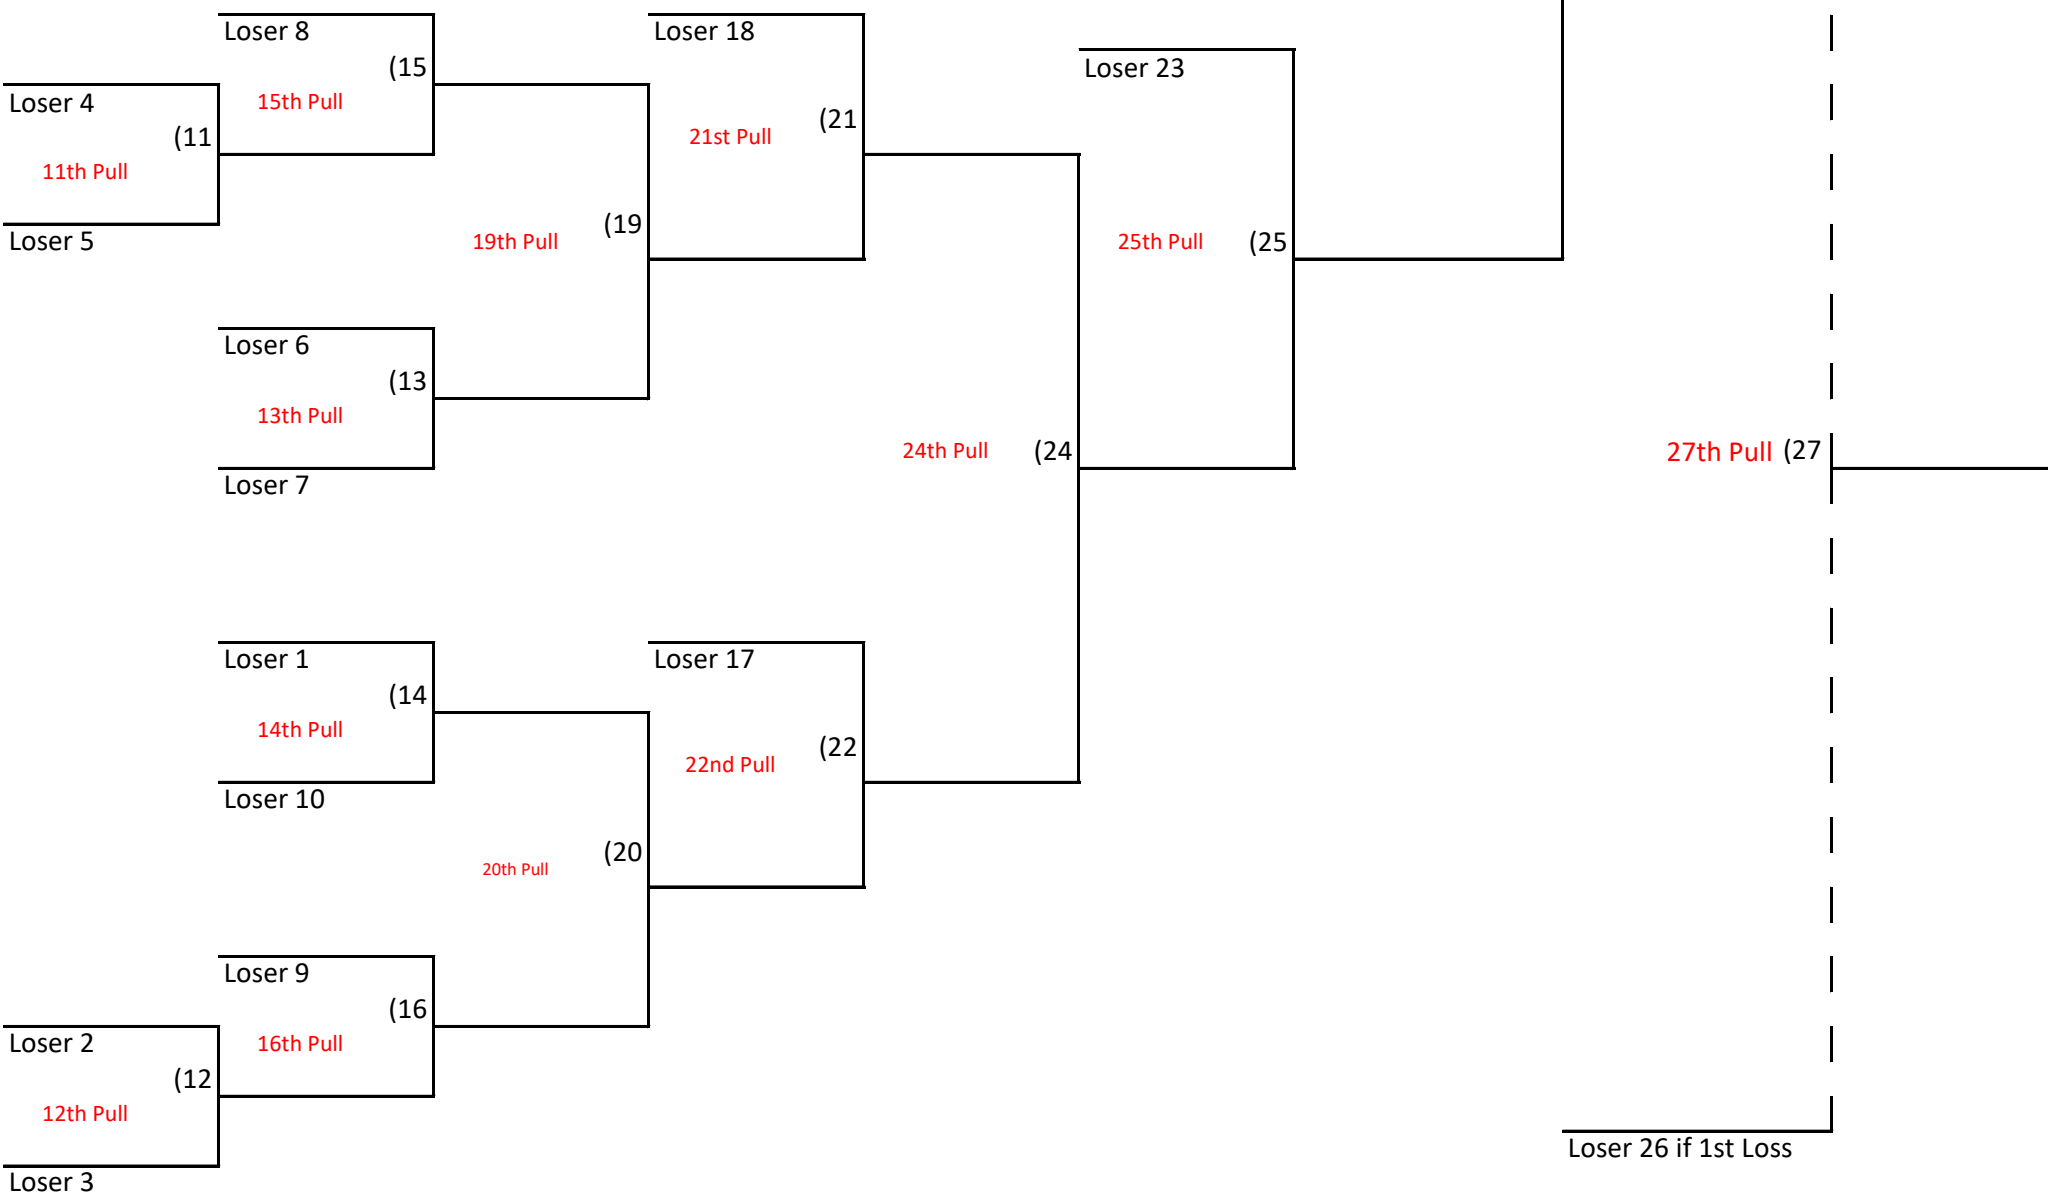 Loser 8
Loser 18
(15
Loser 23
Loser 4
15th Pull
(21
(11
21st Pull
11th Pull
(19
Loser 5
19th Pull
25th Pull
(25
Loser 6
(13
13th Pull
24th Pull
(24
27th Pull
(27
Loser 7
Loser 1
Loser 17
(14
14th Pull
(22
22nd Pull
Loser 10
(20
20th Pull
Loser 9
(16
Loser 2
16th Pull
(12
12th Pull
Loser 26 if 1st Loss
Loser 3